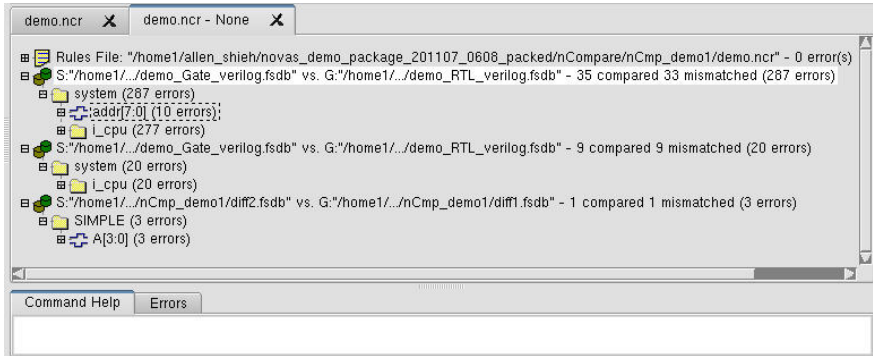 demo.ncr
demo.ncr - None
Rules File: "/home1/allen_shieh/novas_demo_package_201107_0608_packed/nCompare/nCmp_demo1/demo.ncr" - 0 error(s)
S:"/home1/.../demo_Gate_verilog.fsdb" vs. G:"/home1/.../demo_RTL_verilog.fsdb" - 35 compared 33 mismatched (287 errors)
system (287 errors)
addr[7:0] (10 errors)
i_cpu (277 errors)
S:"/home1/.../demo_Gate_verilog.fsdb" vs. G:"/home1/.../demo_RTL_verilog.fsdb" - 9 compared 9 mismatched (20 errors)
system (20 errors)
i_cpu (20 errors)
S:"/home1/.../nCmp_demo1/diff2.fsdb" vs. G:"/home1/.../nCmp_demo1/diff1.fsdb" - 1 compared 1 mismatched (3 errors)
SIMPLE (3 errors)
A[3:0] (3 errors)
Command Help
Errors